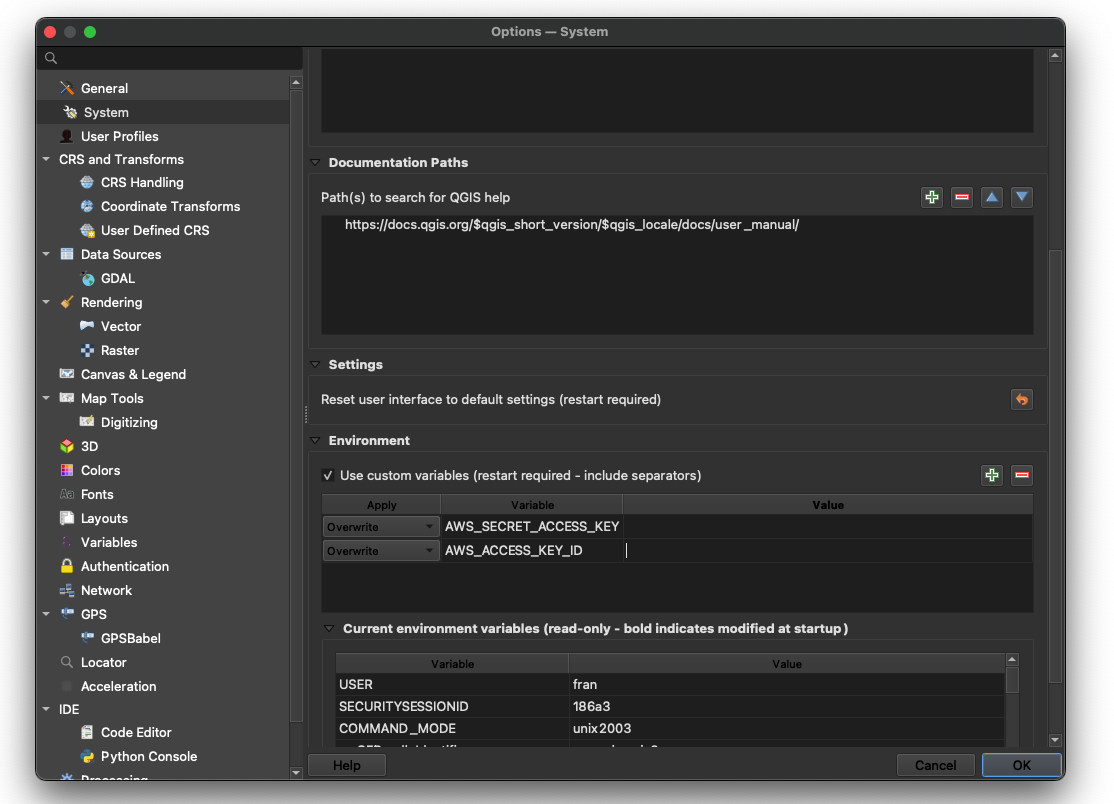 Options — System
General
System
User Profiles
CRS and Transforms
CRS Handling
Coordinate Transforms
User Defined CRS
Data Sources
GDAL
Rendering
Vector
Raster
Canvas & Legend
Map Tools
Digitizing
3D
Colors
Aa Fonts
Layouts
Variables
Authentication
Network
GPS
GPSBabel
Locator
Acceleration
IDE
Code Editor
Python Console
Processing
Documentation Paths
Path(s) to search for QGIS help
https://docs.qgis.org/$qgis_short_version/$qgis_locale/docs/user_manual/
Settings
Reset user interface to default settings (restart required)
Environment
Use custom variables (restart required - include separators)
Apply Variable Value
Overwrite AWS_SECRET_ACCESS_KEY
Overwrite AWS_ACCESS_KEY_ID
Current environment variables (read-only - bold indicates modified at startup)
Variable Value
USER fran
SECURITYSESSIONID 186a3
COMMAND_MODE unix2003
Help Cancel OK